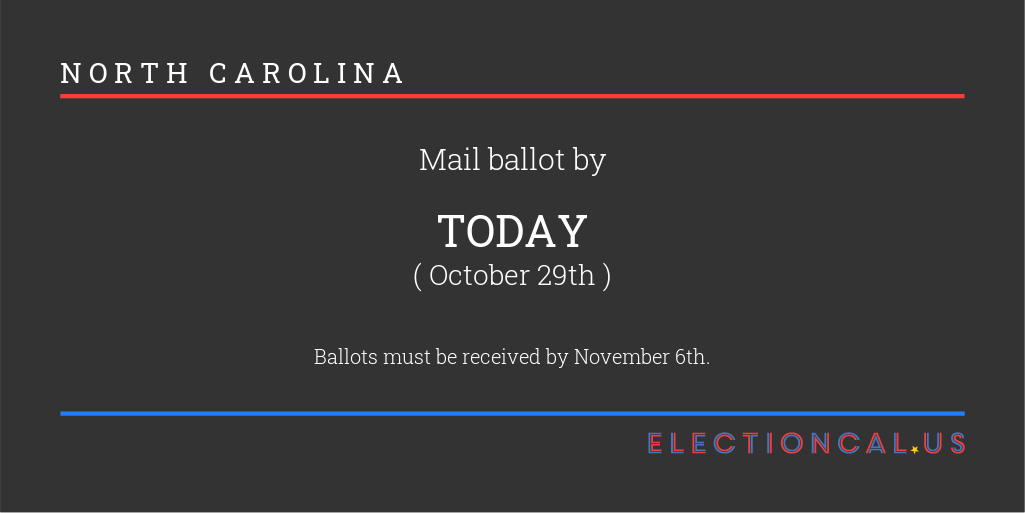 NORTH CAROLINA
Mail ballot by
TODAY
( October 29th )
Ballots must be received by November 6th.
ELECTIONCAL.US